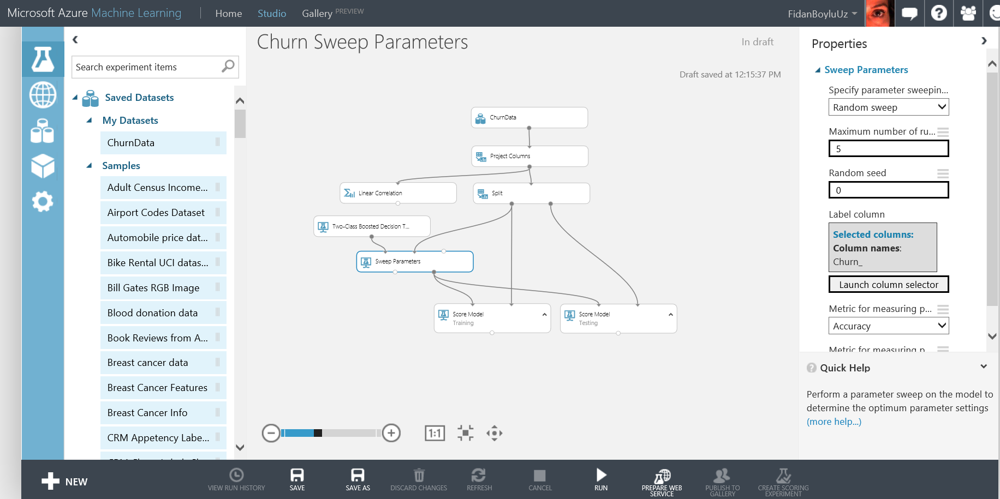 Microsoft Azure Machine Learning
Home
Studio
Gallery PREVIEW
FidanBoyluUz
Search experiment items
Saved Datasets
My Datasets
ChurnData
Samples
Adult Census Income...
Airport Codes Dataset
Automobile price dat...
Bike Rental UCI datas...
Bill Gates RGB Image
Blood donation data
Book Reviews from A...
Breast cancer data
Breast Cancer Features
Breast Cancer Info
CRM Appetency Labe...
Churn Sweep Parameters
In draft
Draft saved at 12:15:37 PM
ChurnData
Project Columns
Linear Correlation
Split
Two-Class Boosted Decision T...
Sweep Parameters
Score Model
Training
Score Model
Testing
1:1
Properties
Sweep Parameters
Specify parameter sweepin...
Random sweep
Maximum number of ru...
5
Random seed
0
Label column
Selected columns:
Column names:
Churn_
Launch column selector
Metric for measuring p...
Accuracy
Metric for measuring p...
Quick Help
Perform a parameter sweep on the model to
determine the optimum parameter settings
(more help...)
NEW
VIEW RUN HISTORY
SAVE
SAVE AS
DISCARD CHANGES
REFRESH
CANCEL
RUN
PREPARE WEB
SERVICE
PUBLISH TO
GALLERY
CREATE SCORING
EXPERIMENT